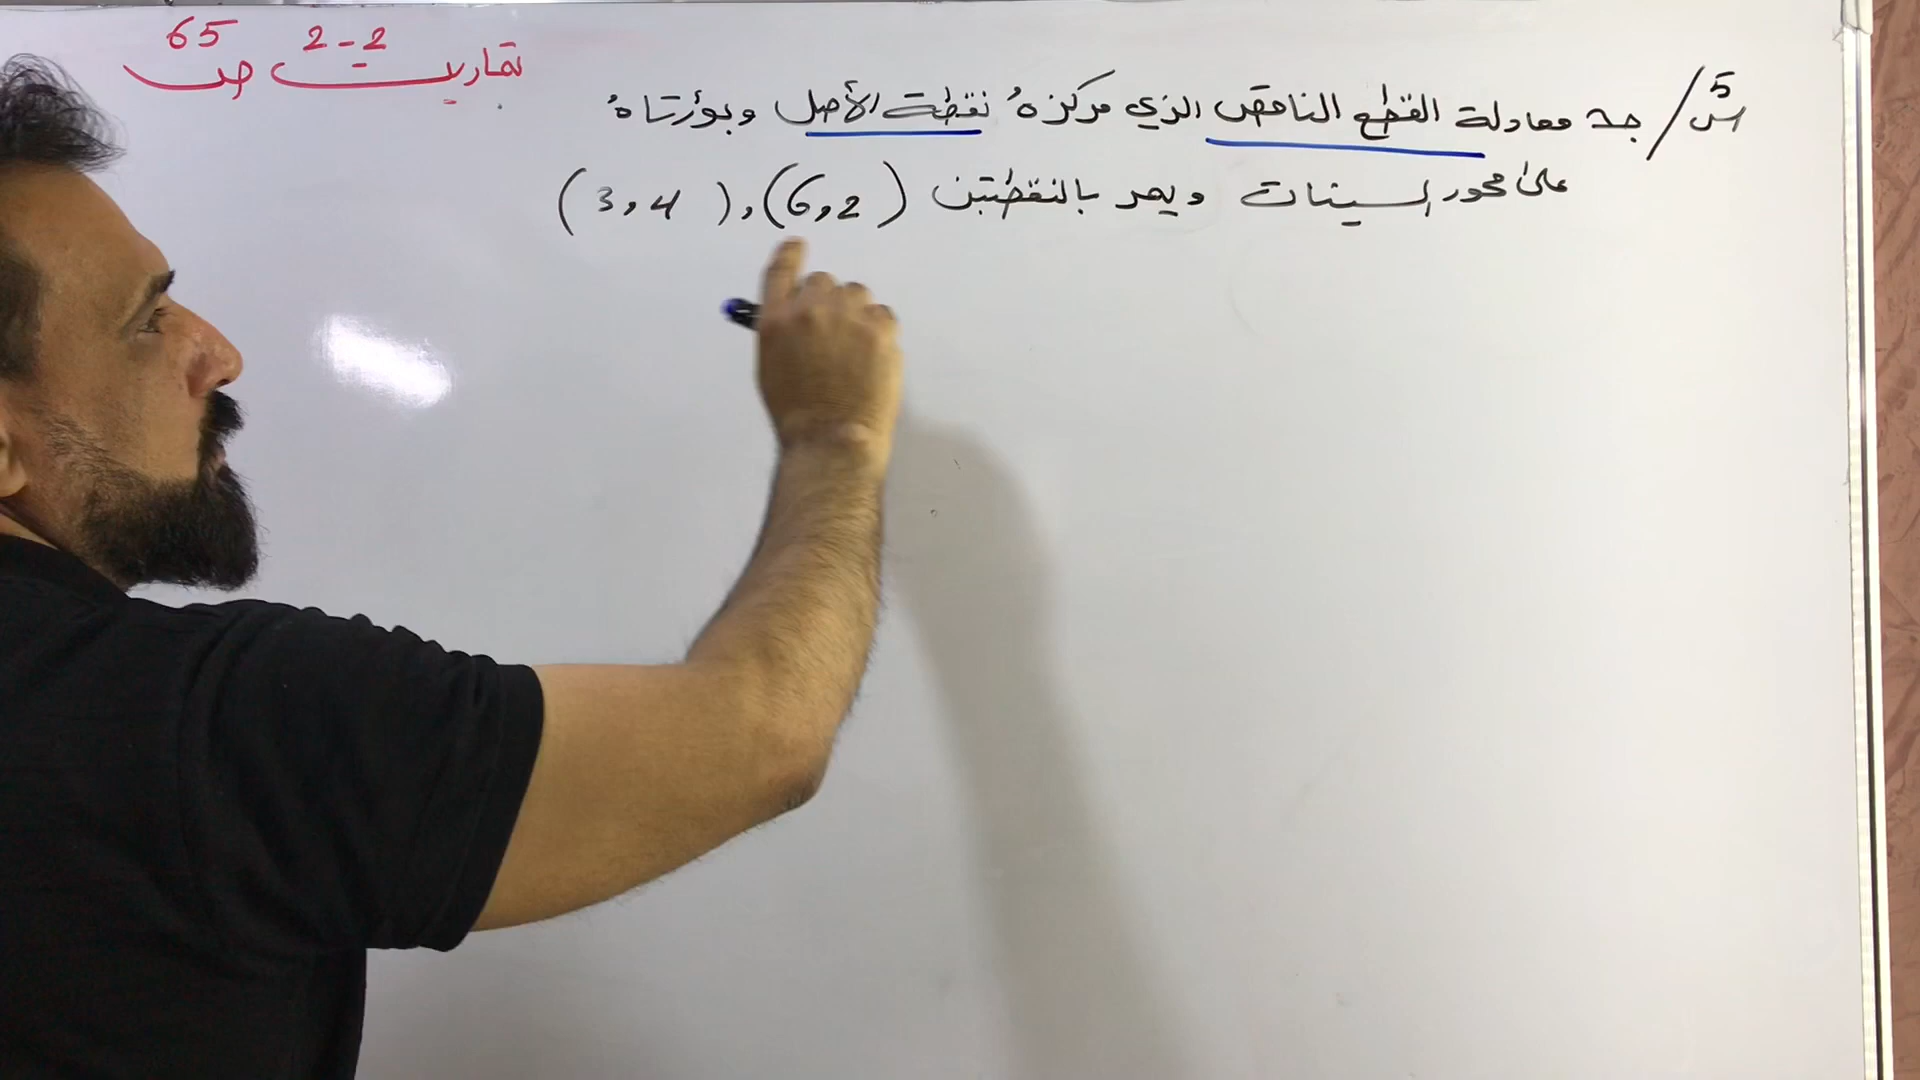 تمارين 2-2 ص 65
س5/ جد معادلة القطع الناقص الذي مركزه نقطة الأصل وبؤرتاه
على محور السينات ويمر بالنقطتين (6,2) , (3,4)